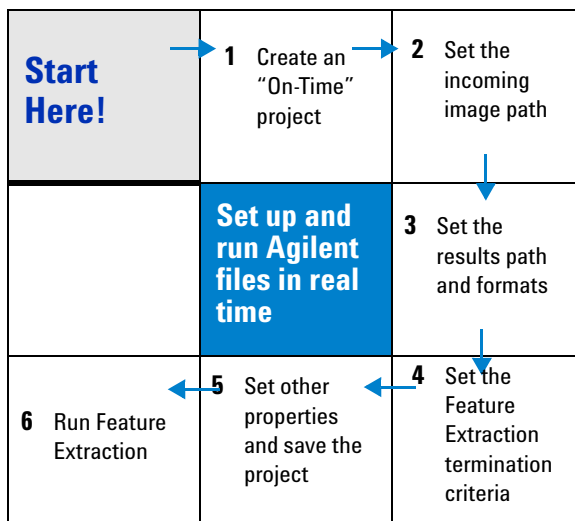 Start
Here!
1 Create an
“On-Time”
project
2 Set the
incoming
image path
Set up and
run Agilent
files in real
time
3 Set the
results path
and formats
4 Set the
Feature
Extraction
termination
criteria
5 Set other
properties
and save the
project
6 Run Feature
Extraction